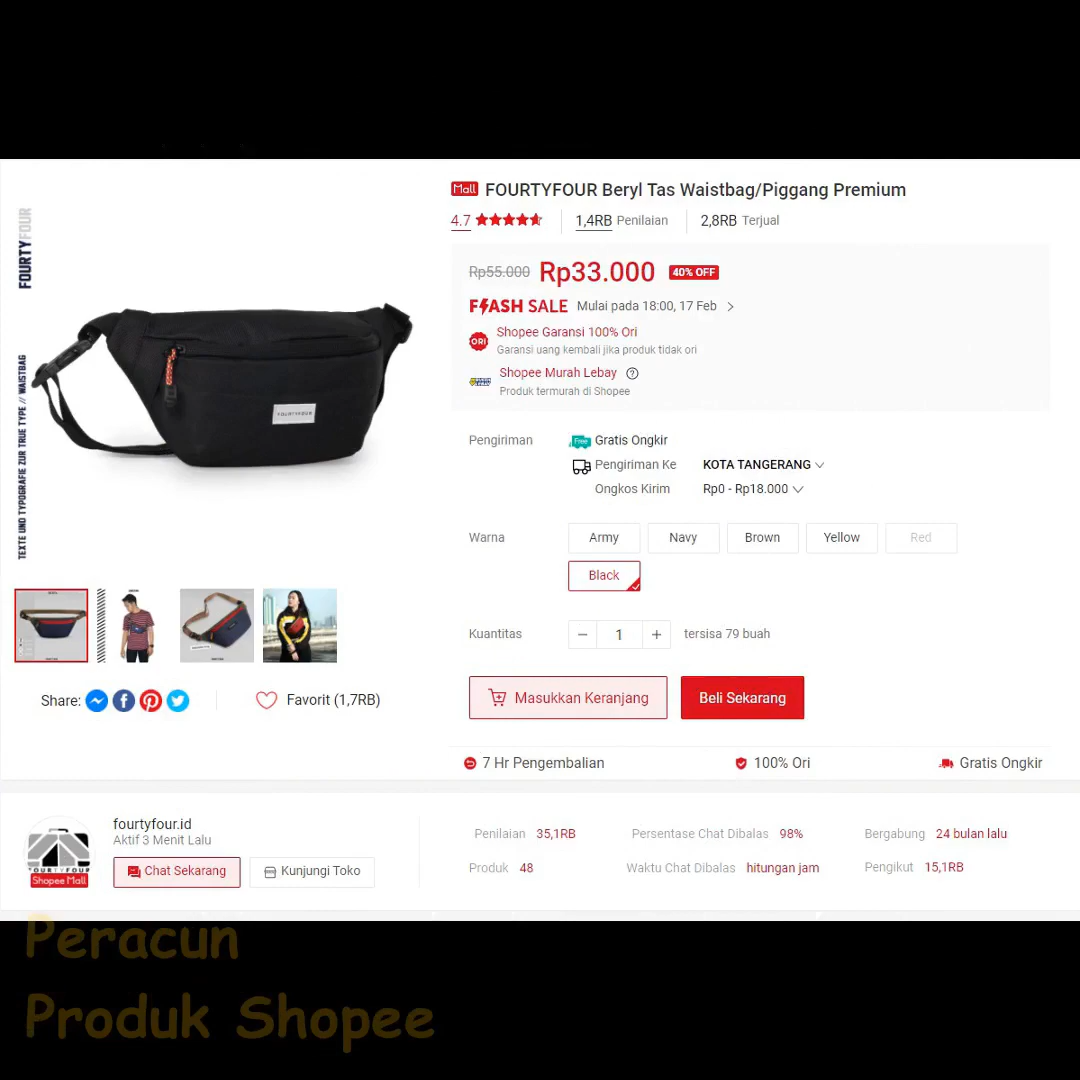 FOURTYFOUR
TEXTE UND TYPOGRAFIE ZUR TRUE TYPE // WAISTBAG
FOURTYFOUR
Share:
Favorit (1,7RB)
Mall FOURTYFOUR Beryl Tas Waistbag/Piggang Premium
4.7 1,4RB Penilaian 2,8RB Terjual
Rp55.000 Rp33.000 40% OFF
FLASH SALE Mulai pada 18:00, 17 Feb
ORI Shopee Garansi 100% Ori
Garansi uang kembali jika produk tidak ori
Shopee Murah Lebay
Produk termurah di Shopee
Pengiriman Free Gratis Ongkir
Pengiriman Ke KOTA TANGERANG
Ongkos Kirim Rp0 - Rp18.000
Warna Army Navy Brown Yellow Red
Black
Kuantitas − 1 + tersisa 79 buah
Masukkan Keranjang Beli Sekarang
7 Hr Pengembalian 100% Ori Gratis Ongkir
FOURTYFOUR
Shopee Mall
fourtyfour.id
Aktif 3 Menit Lalu
Chat Sekarang Kunjungi Toko
Penilaian 35,1RB Persentase Chat Dibalas 98% Bergabung 24 bulan lalu
Produk 48 Waktu Chat Dibalas hitungan jam Pengikut 15,1RB
Peracun
Produk Shopee